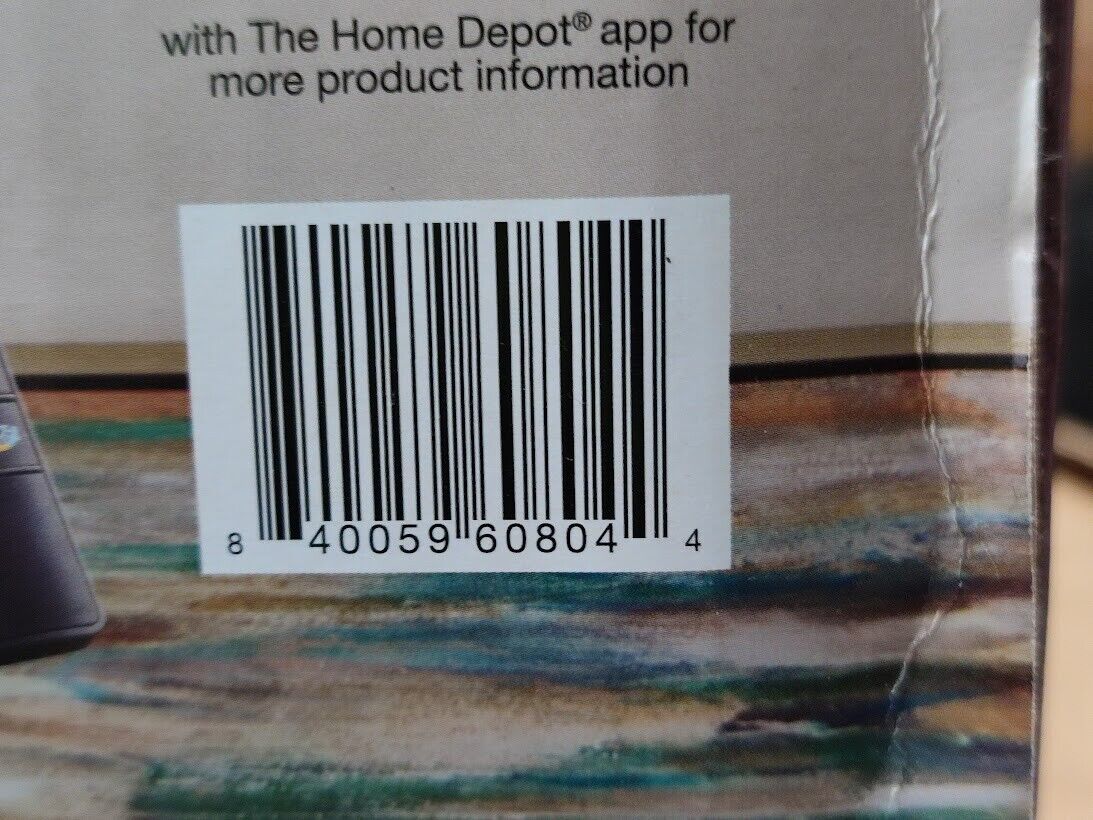 with The Home Depot® app for
more product information
8 40059 60804 4